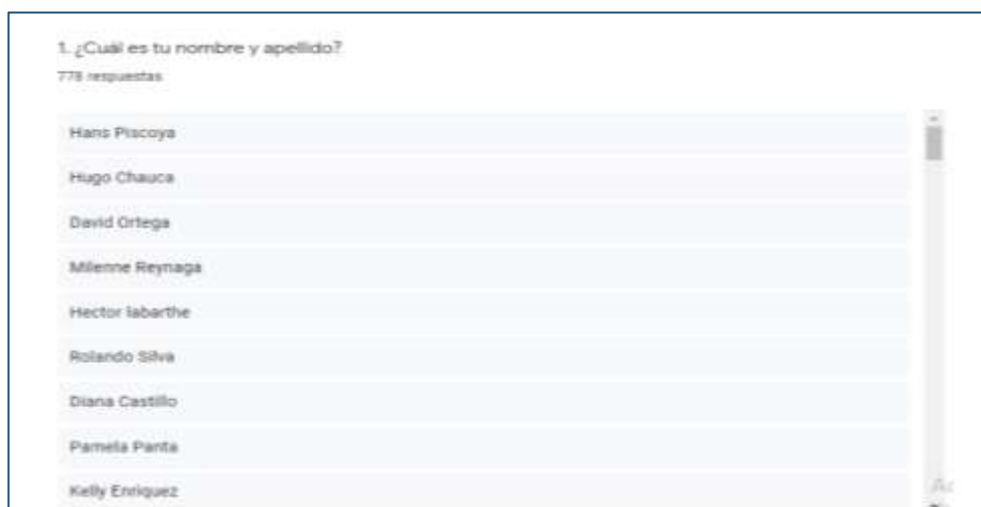 1. ¿Cuál es tu nombre y apellido?
778 respuestas
Hans Piscoya
Hugo Chauca
David Ortega
Milenne Reynaga
Hector labarthe
Rolando Silva
Diana Castillo
Pamela Panta
Kelly Enriquez